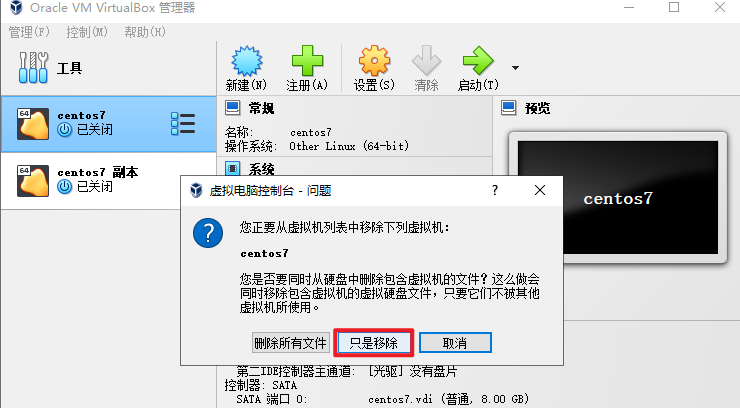 Oracle VM VirtualBox 管理器
管理(F) 控制(M) 帮助(H)
工具
新建(N) 注册(A) 设置(S) 清除 启动(T)
64
centos7
已关闭
64
centos7 副本
已关闭
常规
名称: centos7
操作系统: Other Linux (64-bit)
系统
预览
centos7
虚拟电脑控制台 - 问题
?
您正要从虚拟机列表中移除下列虚拟机:
centos7
您是否要同时从硬盘中删除包含虚拟机的文件？这么做会
同时移除包含虚拟机的虚拟硬盘文件，只要它们不被其他
虚拟机所使用。
删除所有文件 只是移除 取消
第二IDE控制器主通道: [光驱] 没有盘片
控制器: SATA
SATA 端口 0: centos7.vdi (普通, 8.00 GB)